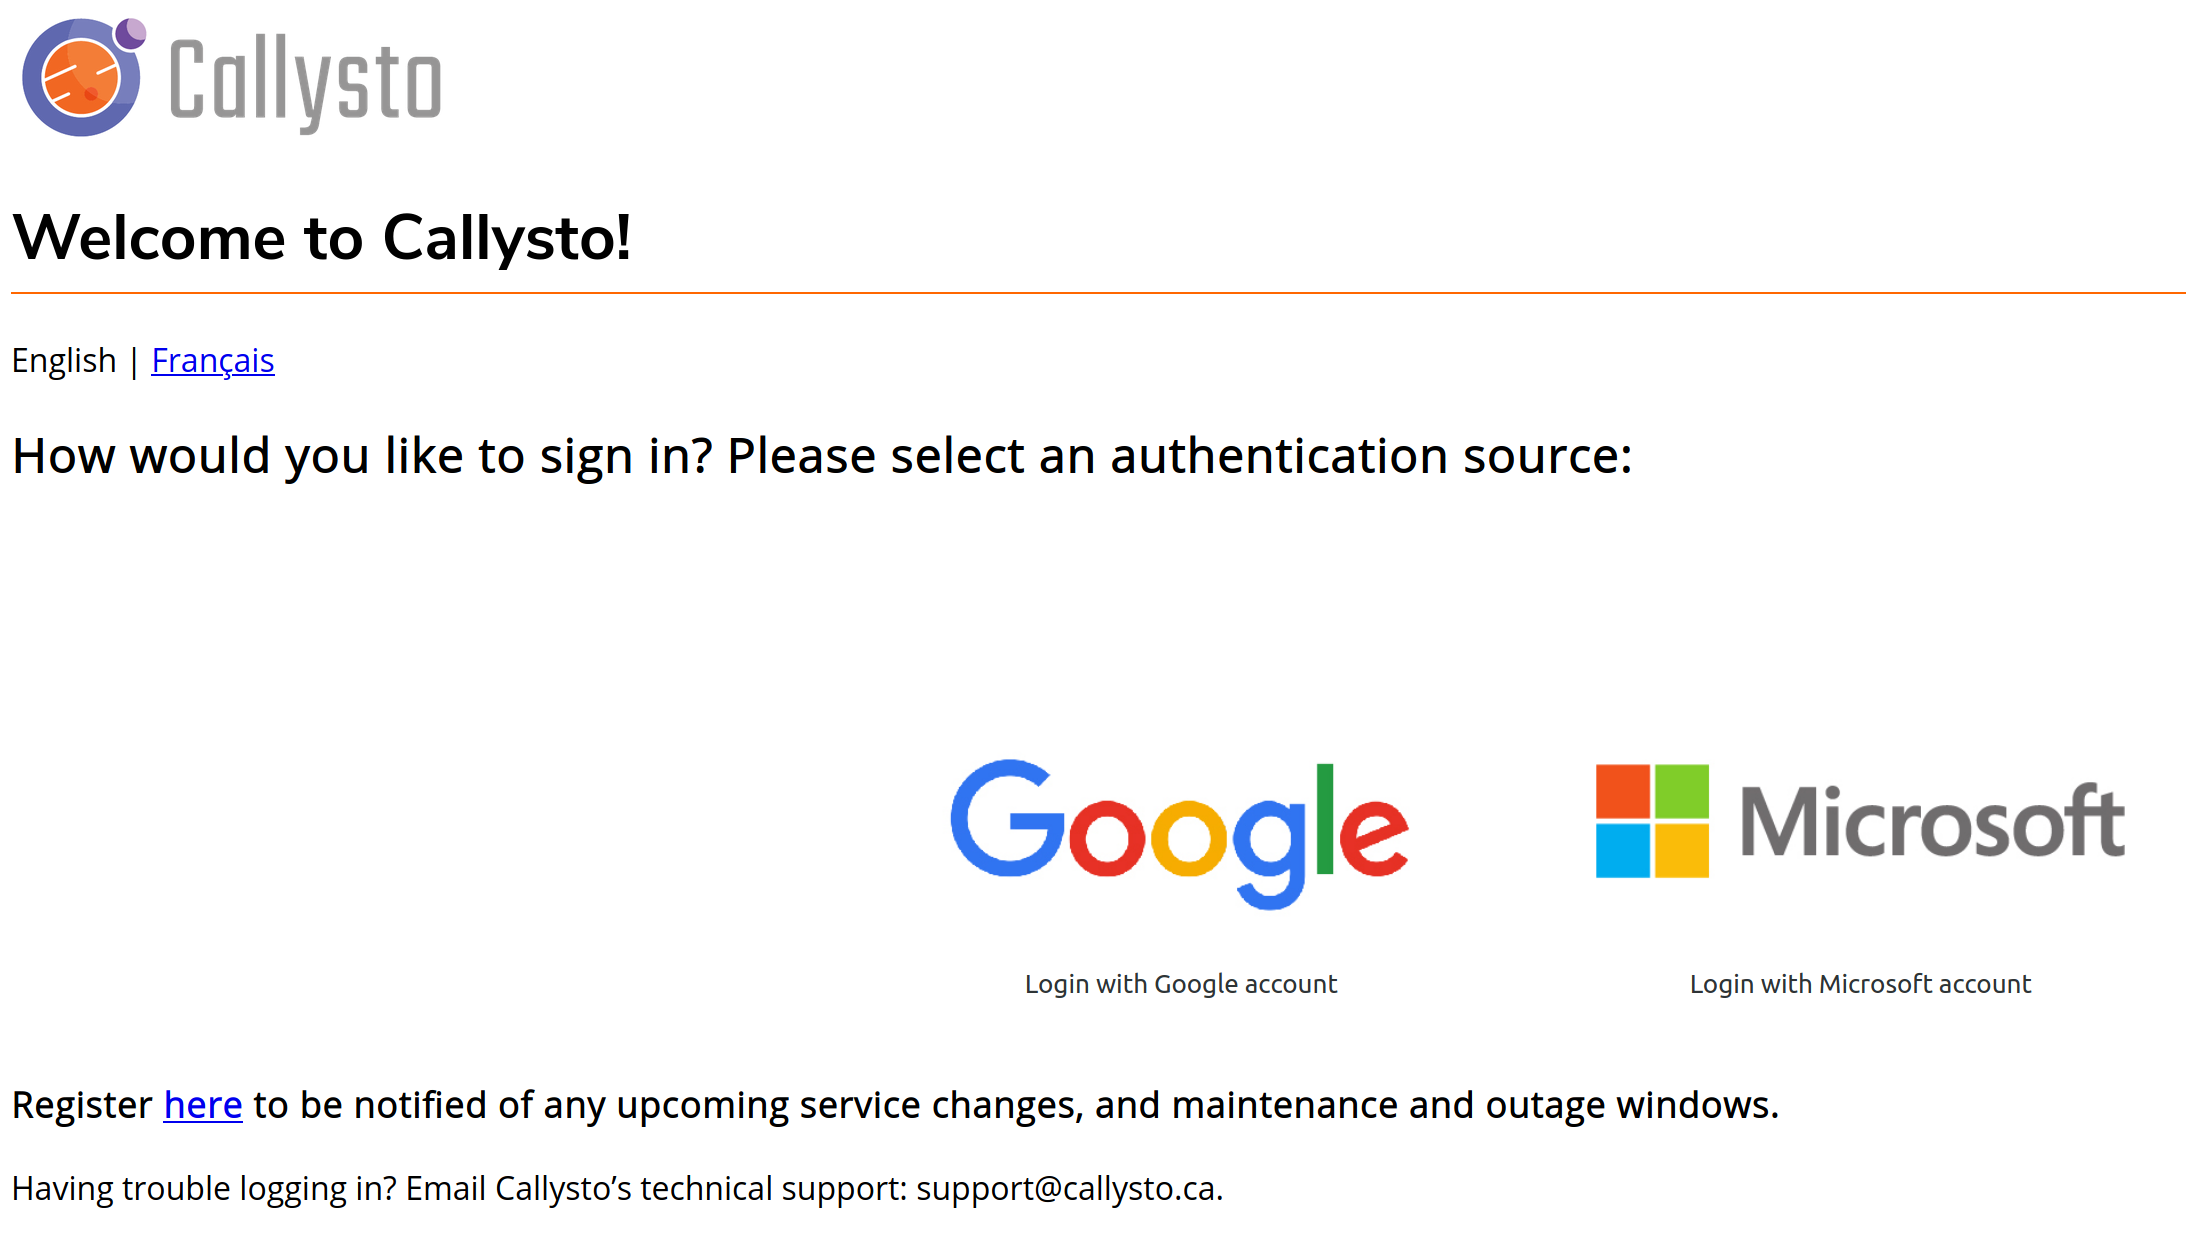 Callysto
Welcome to Callysto!
English | Français
How would you like to sign in? Please select an authentication source:
Google
Microsoft
Login with Google account
Login with Microsoft account
Register here to be notified of any upcoming service changes, and maintenance and outage windows.
Having trouble logging in? Email Callysto’s technical support: support@callysto.ca.